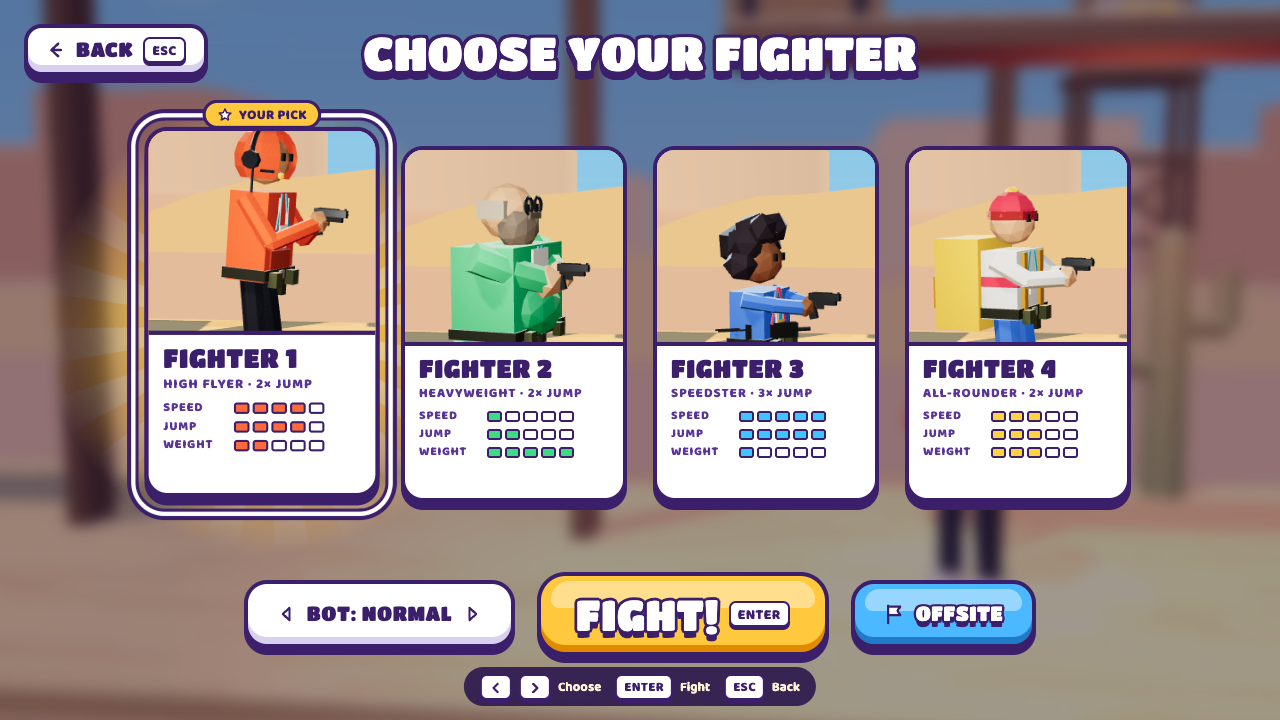 BACK ESC
CHOOSE YOUR FIGHTER
YOUR PICK
FIGHTER 1
HIGH FLYER · 2× JUMP
SPEED
JUMP
WEIGHT
FIGHTER 2
HEAVYWEIGHT · 2× JUMP
SPEED
JUMP
WEIGHT
FIGHTER 3
SPEEDSTER · 3× JUMP
SPEED
JUMP
WEIGHT
FIGHTER 4
ALL-ROUNDER · 2× JUMP
SPEED
JUMP
WEIGHT
BOT: NORMAL
FIGHT! ENTER
OFFSITE
Choose ENTER Fight ESC Back